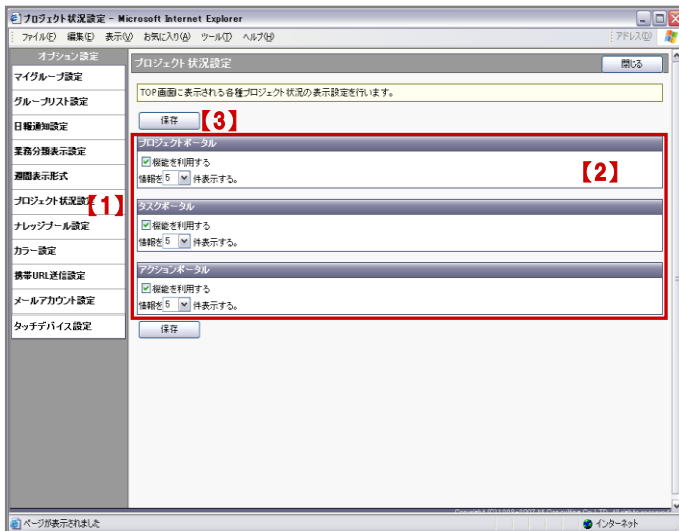 プロジェクト状況設定 - Microsoft Internet Explorer
ファイル(F) 編集(E) 表示(V) お気に入り(A) ツール(T) ヘルプ(H) アドレス(D)
オプション設定
マイグループ設定
グループリスト設定
日報通知設定
業務分類表示設定
週間表示形式
プロジェクト状況設定
【1】
ナレッジプール設定
カラー設定
携帯URL送信設定
メールアカウント設定
タッチデバイス設定
プロジェクト状況設定 閉じる
TOP画面に表示される各種プロジェクト状況の表示設定を行います。
保存 【3】
プロジェクトポータル
機能を利用する
情報を 5 件表示する。
【2】
タスクポータル
機能を利用する
情報を 5 件表示する。
アクションポータル
機能を利用する
情報を 5 件表示する。
保存
ページが表示されました インターネット